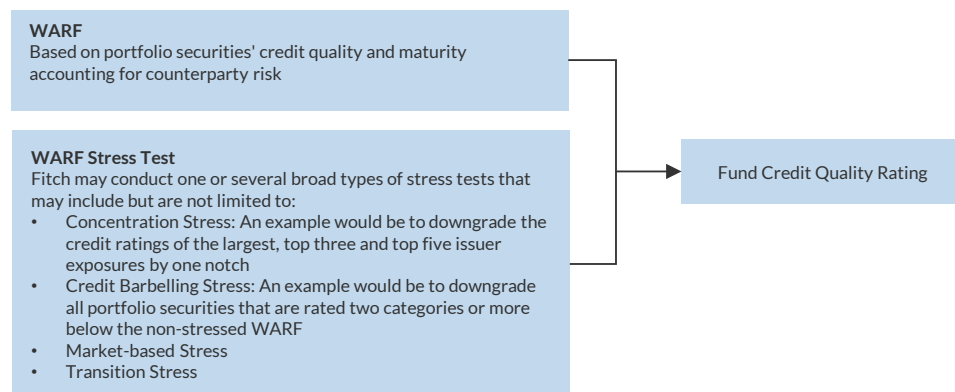 WARF
Based on portfolio securities' credit quality and maturity
accounting for counterparty risk
WARF Stress Test
Fitch may conduct one or several broad types of stress tests that
may include but are not limited to:
• Concentration Stress: An example would be to downgrade the
credit ratings of the largest, top three and top five issuer
exposures by one notch
• Credit Barbelling Stress: An example would be to downgrade
all portfolio securities that are rated two categories or more
below the non-stressed WARF
• Market-based Stress
• Transition Stress
Fund Credit Quality Rating